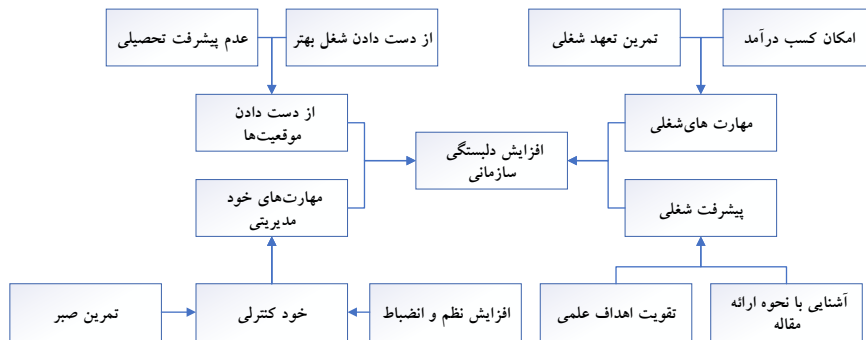 امکان کسب درآمد
تمرین تعهد شغلی
از دست دادن شغل بهتر
عدم پیشرفت تحصیلی
مهارت های‌شغلی
از دست دادن
موقعیت‌ها
افزایش دلبستگی
سازمانی
پیشرفت شغلی
مهارت‌های خود
مدیریتی
آشنایی با نحوه ارائه
مقاله
تقویت اهداف علمی
افزایش نظم و انضباط
خود کنترلی
تمرین صبر